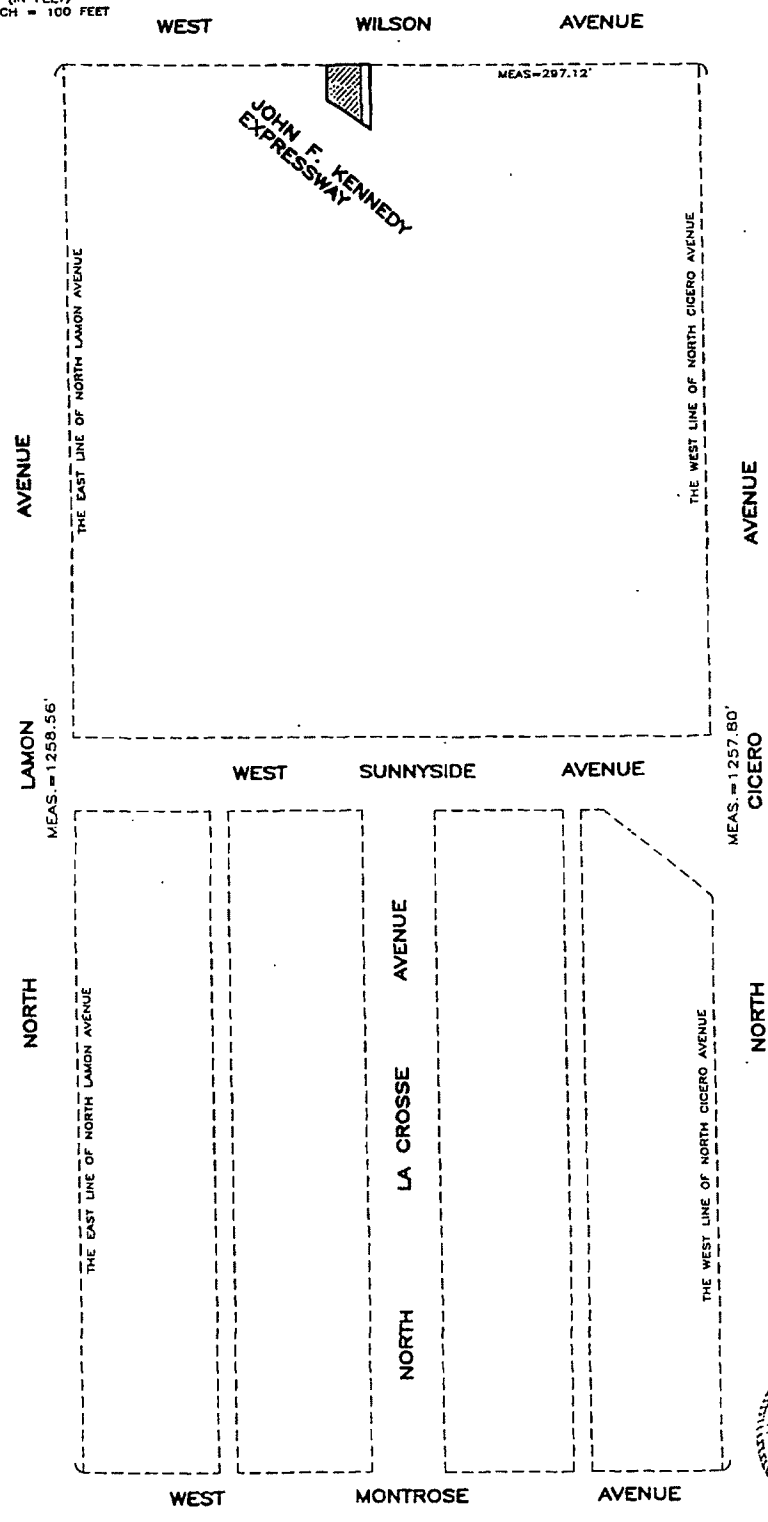 CH = 100 FEET
WEST WILSON AVENUE
MEAS=297.12'
JOHN F. KENNEDY
EXPRESSWAY
THE EAST LINE OF NORTH LAMON AVENUE
THE WEST LINE OF NORTH CICERO AVENUE
NORTH LAMON AVENUE
MEAS.=1258.56'
MEAS.=1257.80'
NORTH CICERO AVENUE
WEST SUNNYSIDE AVENUE
THE EAST LINE OF NORTH LAMON AVENUE
NORTH LA CROSSE AVENUE
THE WEST LINE OF NORTH CICERO AVENUE
WEST MONTROSE AVENUE